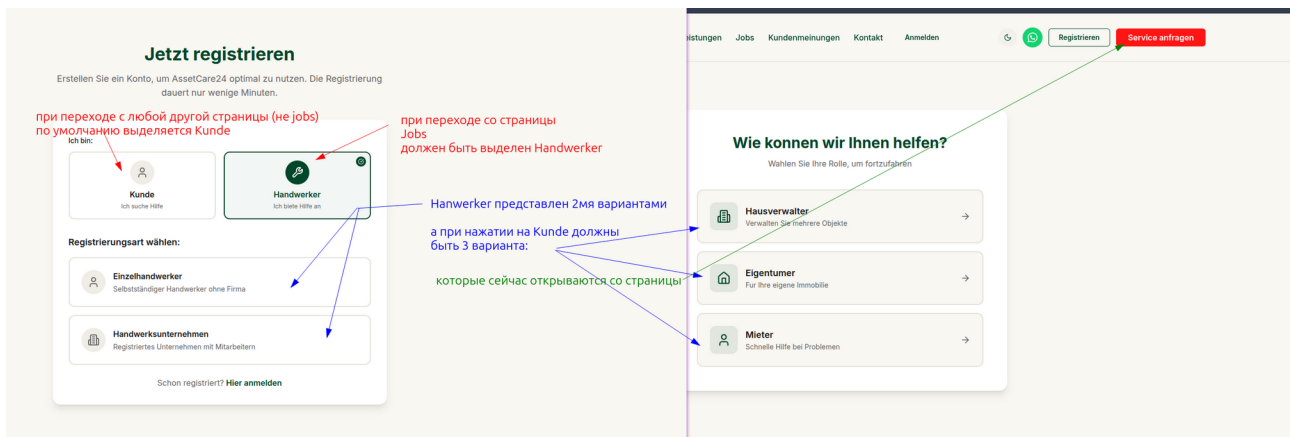 eistungen Jobs Kundenmeinungen Kontakt Anmelden Registrieren Service anfragen
Jetzt registrieren
Erstellen Sie ein Konto, um AssetCare24 optimal zu nutzen. Die Registrierung
dauert nur wenige Minuten.
при переходе с любой другой страницы (не jobs)
по умолчанию выделяется Kunde
при переходе со страницы
Jobs
должен быть выделен Handwerker
Ich bin:
Kunde
Ich suche Hilfe
Handwerker
Ich biete Hilfe an
Hanwerker представлен 2мя вариантами
а при нажатии на Kunde должны
быть 3 варианта:
которые сейчас открываются со страницы
Registrierungsart wählen:
Einzelhandwerker
Selbstständiger Handwerker ohne Firma
Handwerksunternehmen
Registriertes Unternehmen mit Mitarbeitern
Schon registriert? Hier anmelden
Wie konnen wir Ihnen helfen?
Wahlen Sie Ihre Rolle, um fortzufahren
Hausverwalter
Verwalten Sie mehrere Objekte
Eigentumer
Fur Ihre eigene Immobilie
Mieter
Schnelle Hilfe bei Problemen